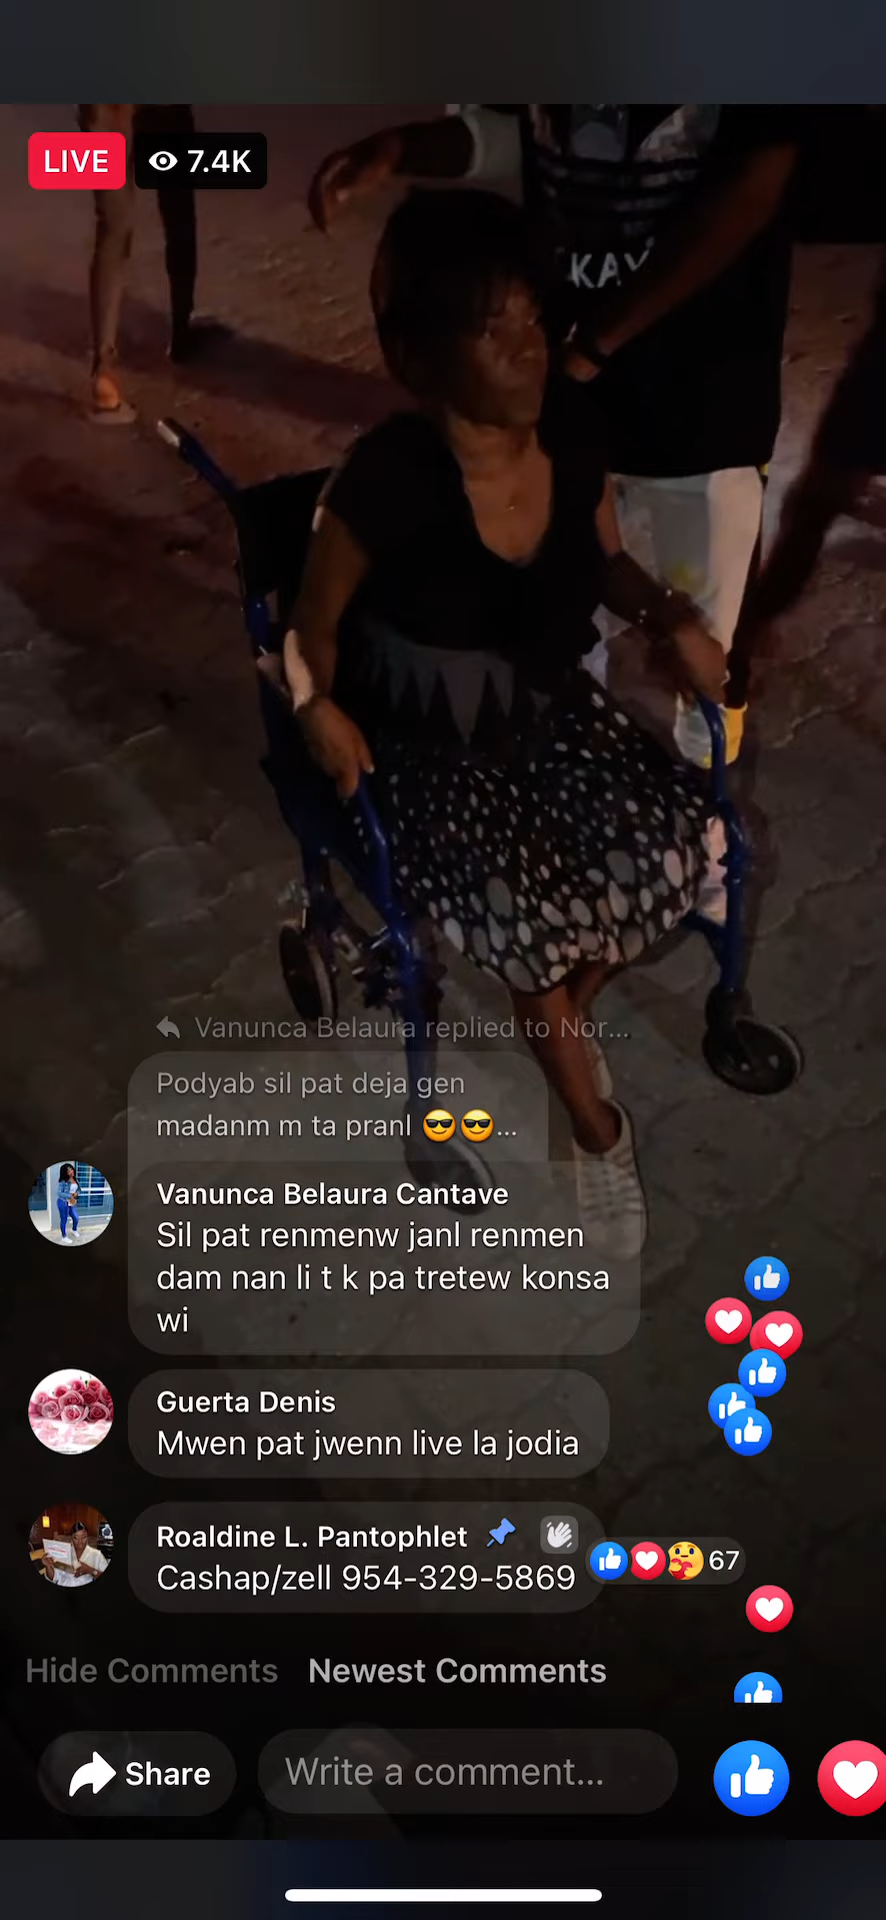 LIVE 7.4K
KAV
Vanunca Belaura replied to Nor...
Podyab sil pat deja gen
madanm m ta pranl 😎😎...
Vanunca Belaura Cantave
Sil pat renmenw janl renmen
dam nan li t k pa tretew konsa
wi
Guerta Denis
Mwen pat jwenn live la jodia
Roaldine L. Pantophlet
Cashap/zell 954-329-5869
67
Hide Comments Newest Comments
Share Write a comment...